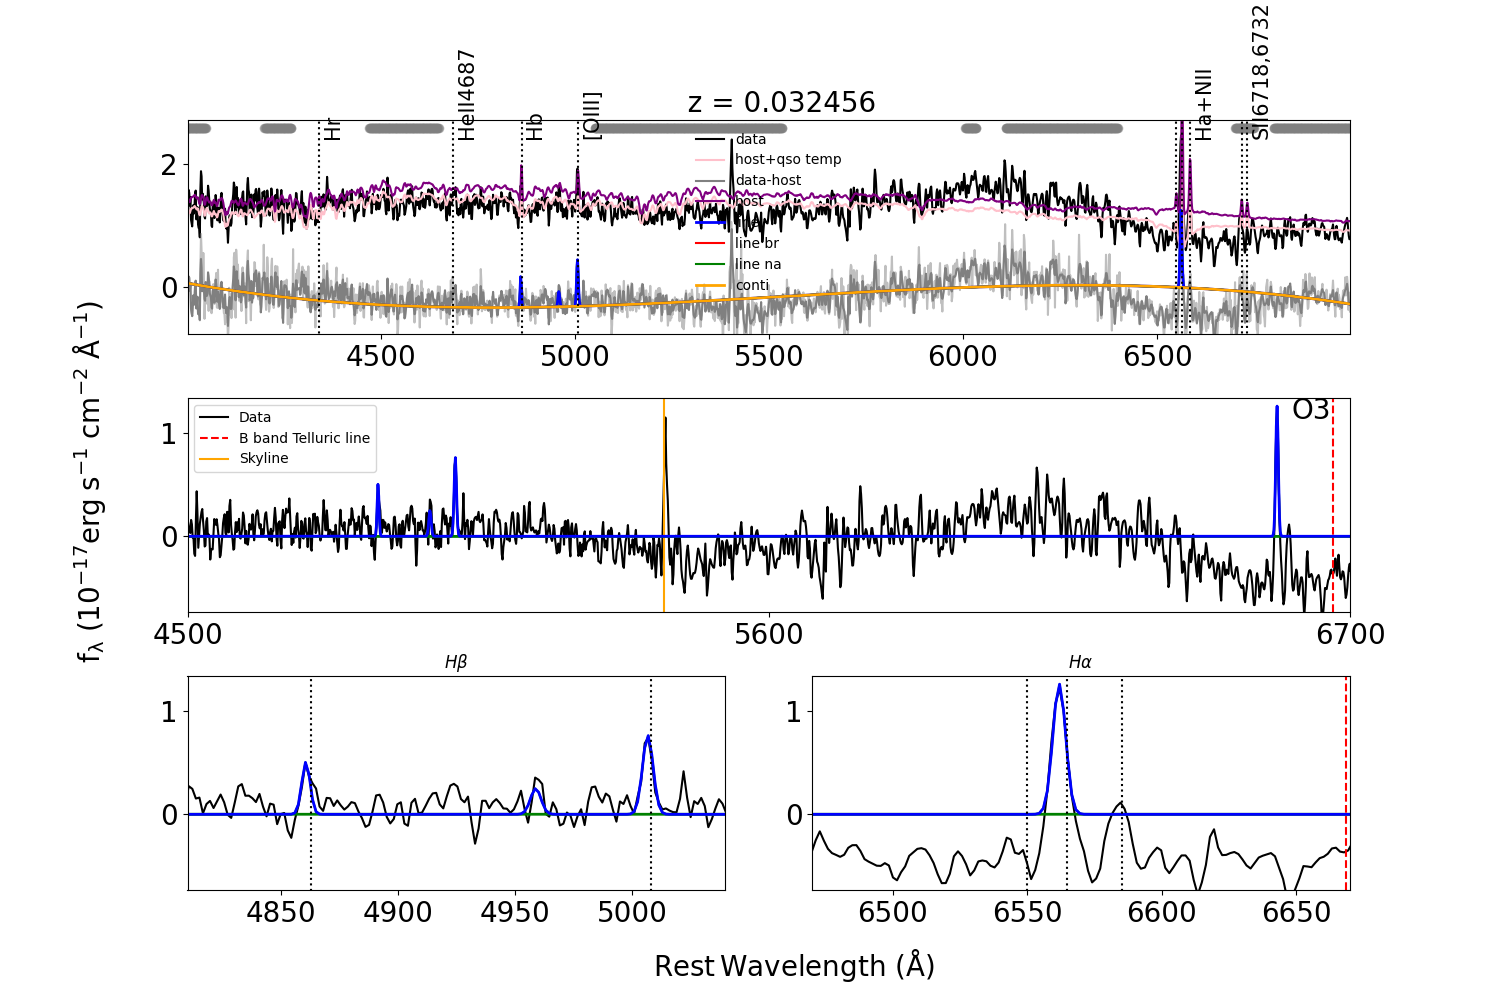 z = 0.032456
Hr
HeII4687
Hb
[OIII]
Ha+NII
SII6718,6732
data
host+qso temp
data-host
host
line br
line na
conti
2
0
4500
5000
5500
6000
6500
Data
B band Telluric line
Skyline
O3
1
0
4500
5600
6700
fλ (10−17erg s−1 cm−2 Å−1)
Hβ
1
0
4850
4900
4950
5000
Hα
1
0
6500
6550
6600
6650
Rest Wavelength (Å)